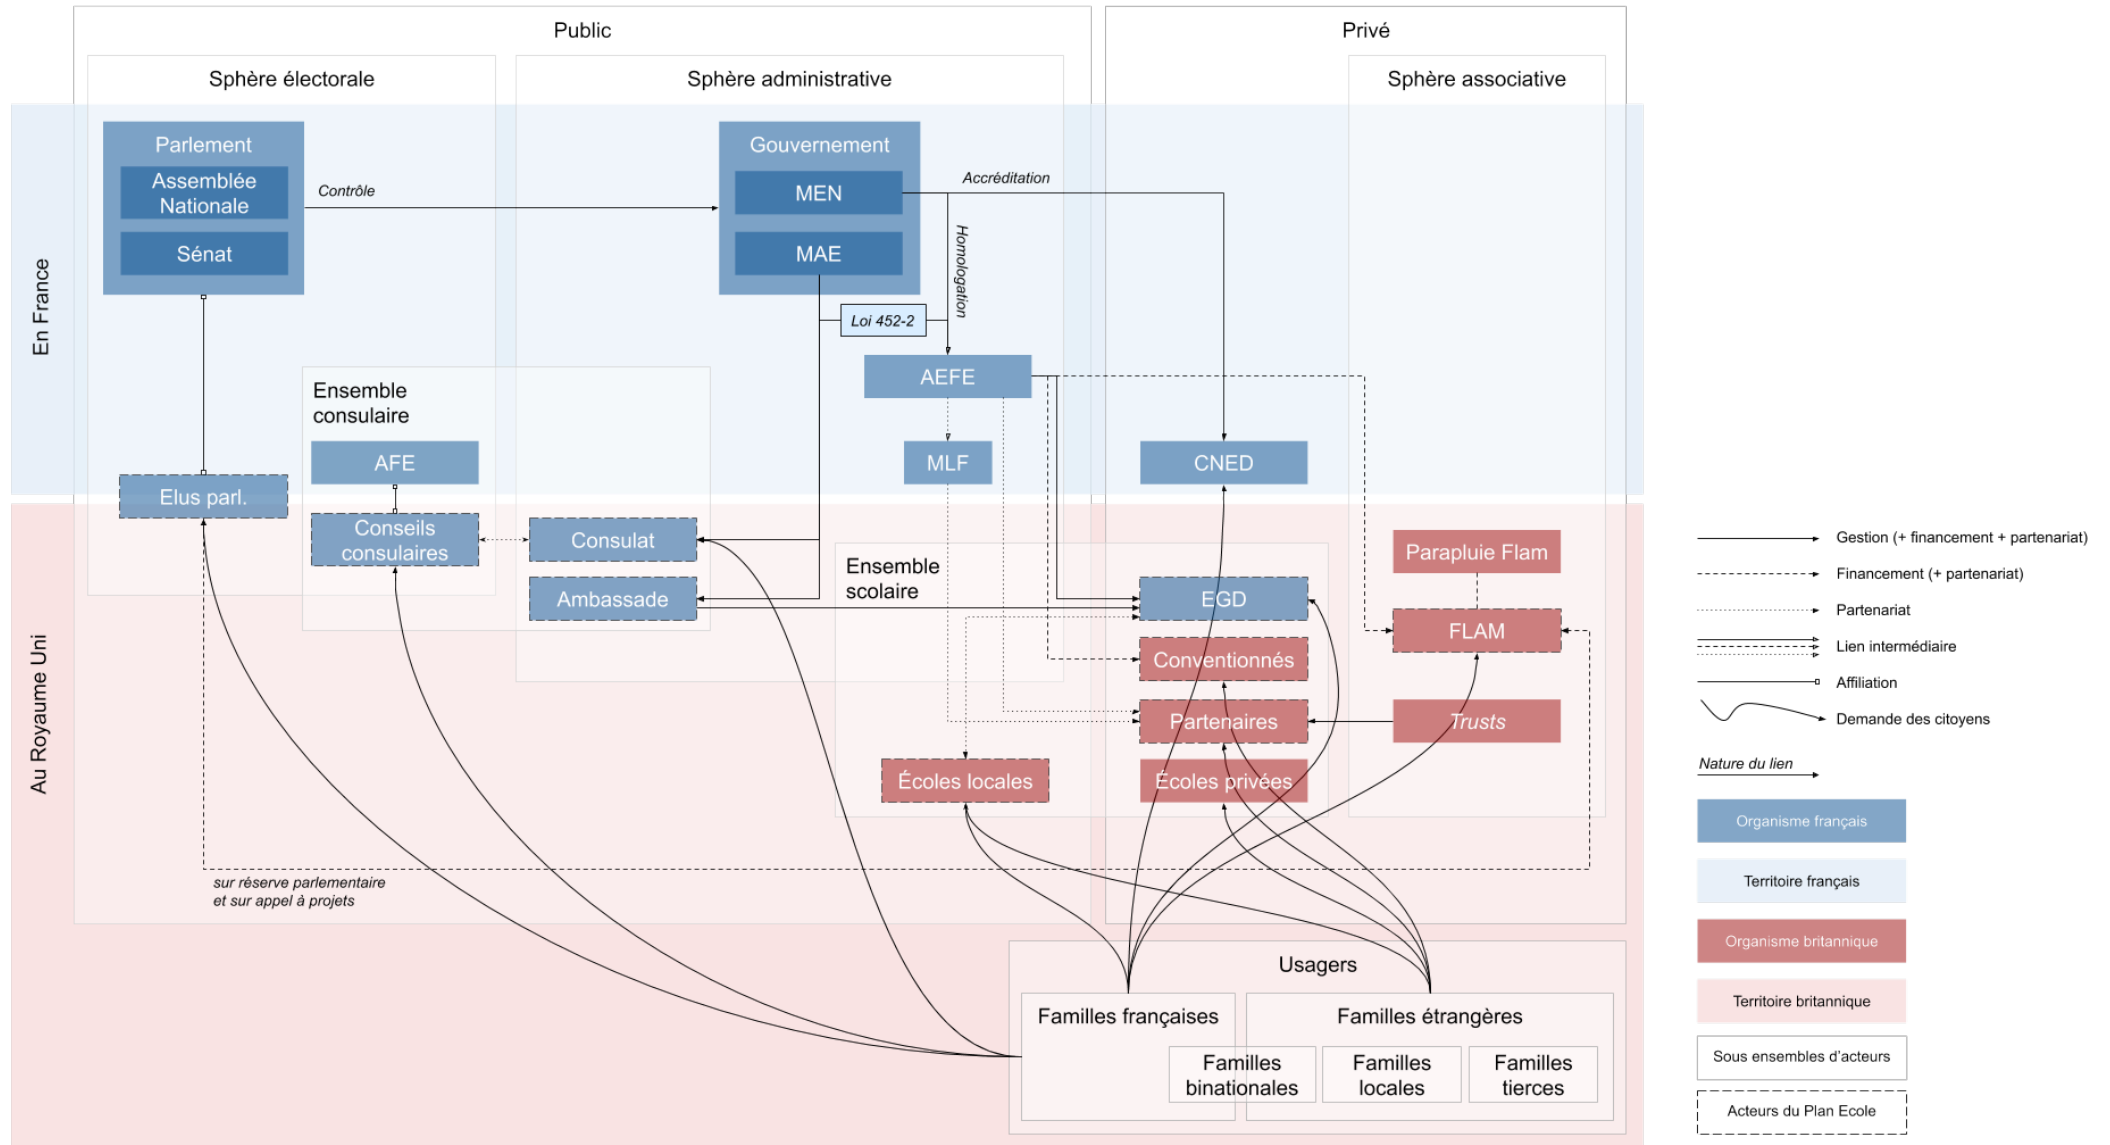 Public
Privé
Sphère électorale
Sphère administrative
Sphère associative
En France
Parlement
Assemblée
Nationale
Sénat
Contrôle
Gouvernement
MEN
MAE
Accréditation
Homologation
Loi 452-2
AEFE
Ensemble
consulaire
AFE
MLF
CNED
Au Royaume Uni
Elus parl.
Conseils
consulaires
Consulat
Ambassade
Ensemble
scolaire
EGD
Conventionnés
Partenaires
Écoles privées
Écoles locales
Parapluie Flam
FLAM
Trusts
sur réserve parlementaire
et sur appel à projets
Usagers
Familles françaises
Familles étrangères
Familles
binationales
Familles
locales
Familles
tierces
Gestion (+ financement + partenariat)
Financement (+ partenariat)
Partenariat
Lien intermédiaire
Affiliation
Demande des citoyens
Nature du lien
Organisme français
Territoire français
Organisme britannique
Territoire britannique
Sous ensembles d'acteurs
Acteurs du Plan Ecole